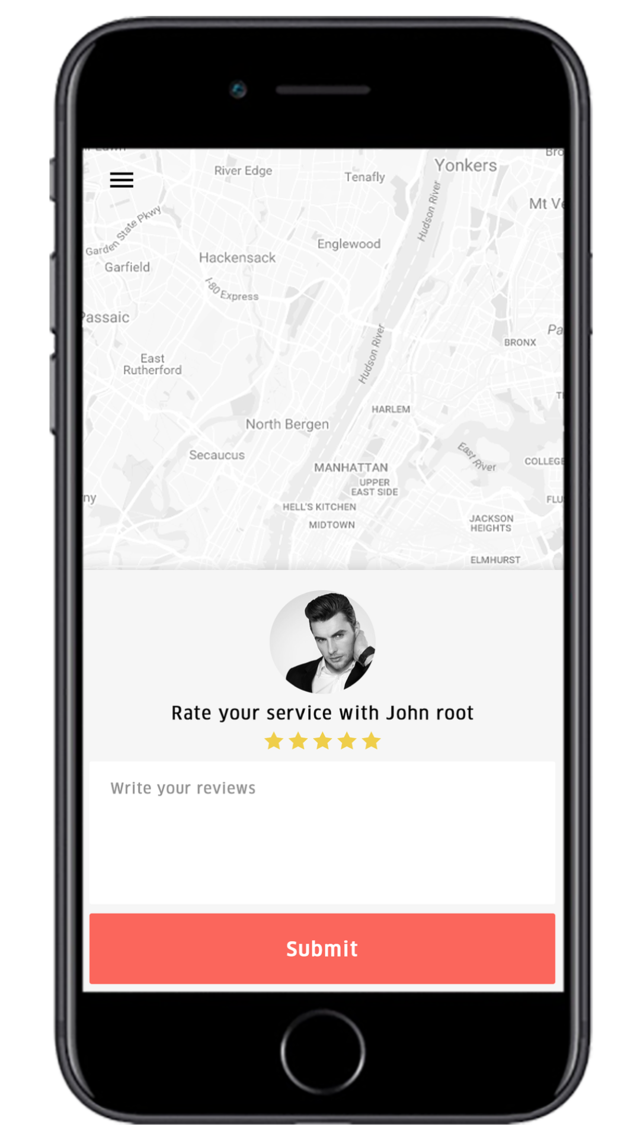 Yonkers
River Edge
Tenafly
Hudson River
Mt Ve
Garden State Pkwy
Englewood
Hackensack
Garfield
I-80 Express
Passaic
Pa
BRONX
Hudson River
East
Rutherford
HARLEM
North Bergen
Secaucus
East River
COLLEGE
MANHATTAN
UPPER
EAST SIDE
ny
FLU
HELL'S KITCHEN
MIDTOWN
JACKSON
HEIGHTS
ELMHURST
Rate your service with John root
Write your reviews
Submit